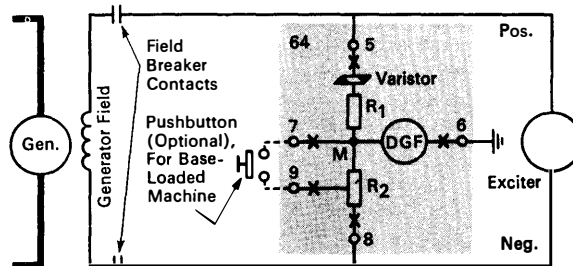 Field
Breaker
Contacts
64
5
Pos.
Varistor
R1
Gen.
Generator Field
Pushbutton
(Optional),
For Base-
Loaded
Machine
7
M
DGF
6
9
R2
Exciter
8
Neg.